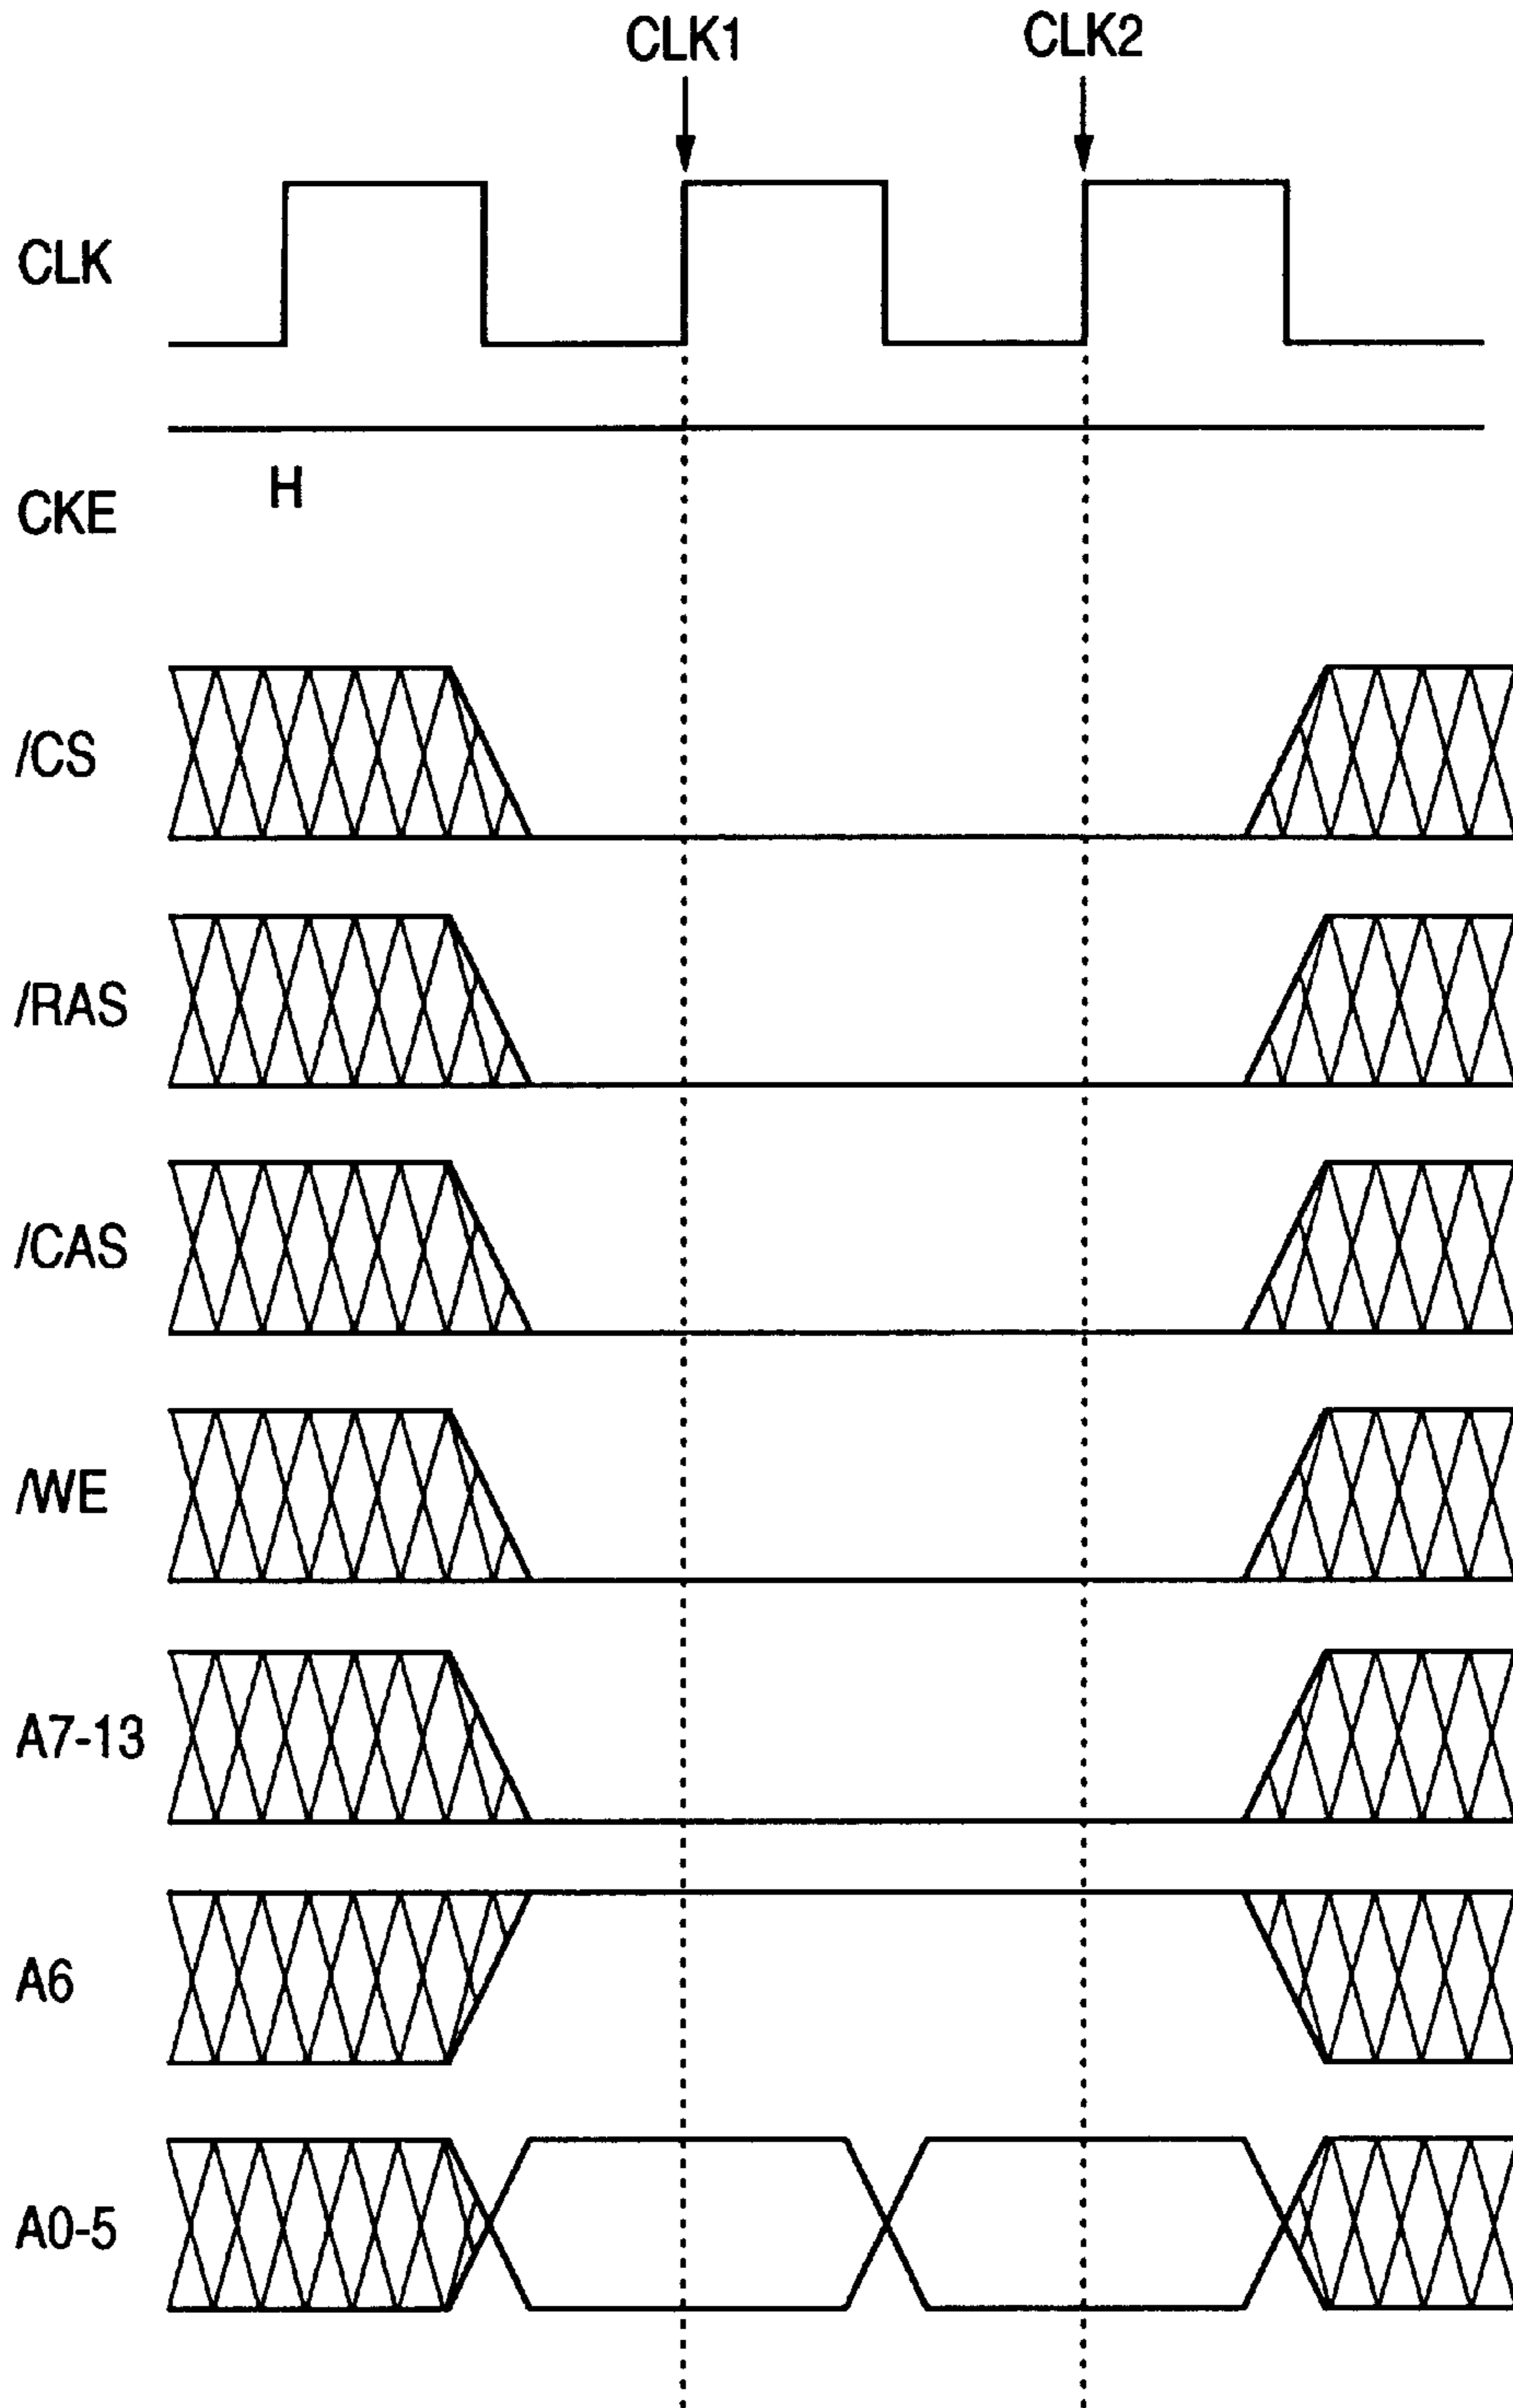 CLK1 CLK2
CLK
H
CKE
/CS
/RAS
/CAS
/WE
A7-13
A6
A0-5